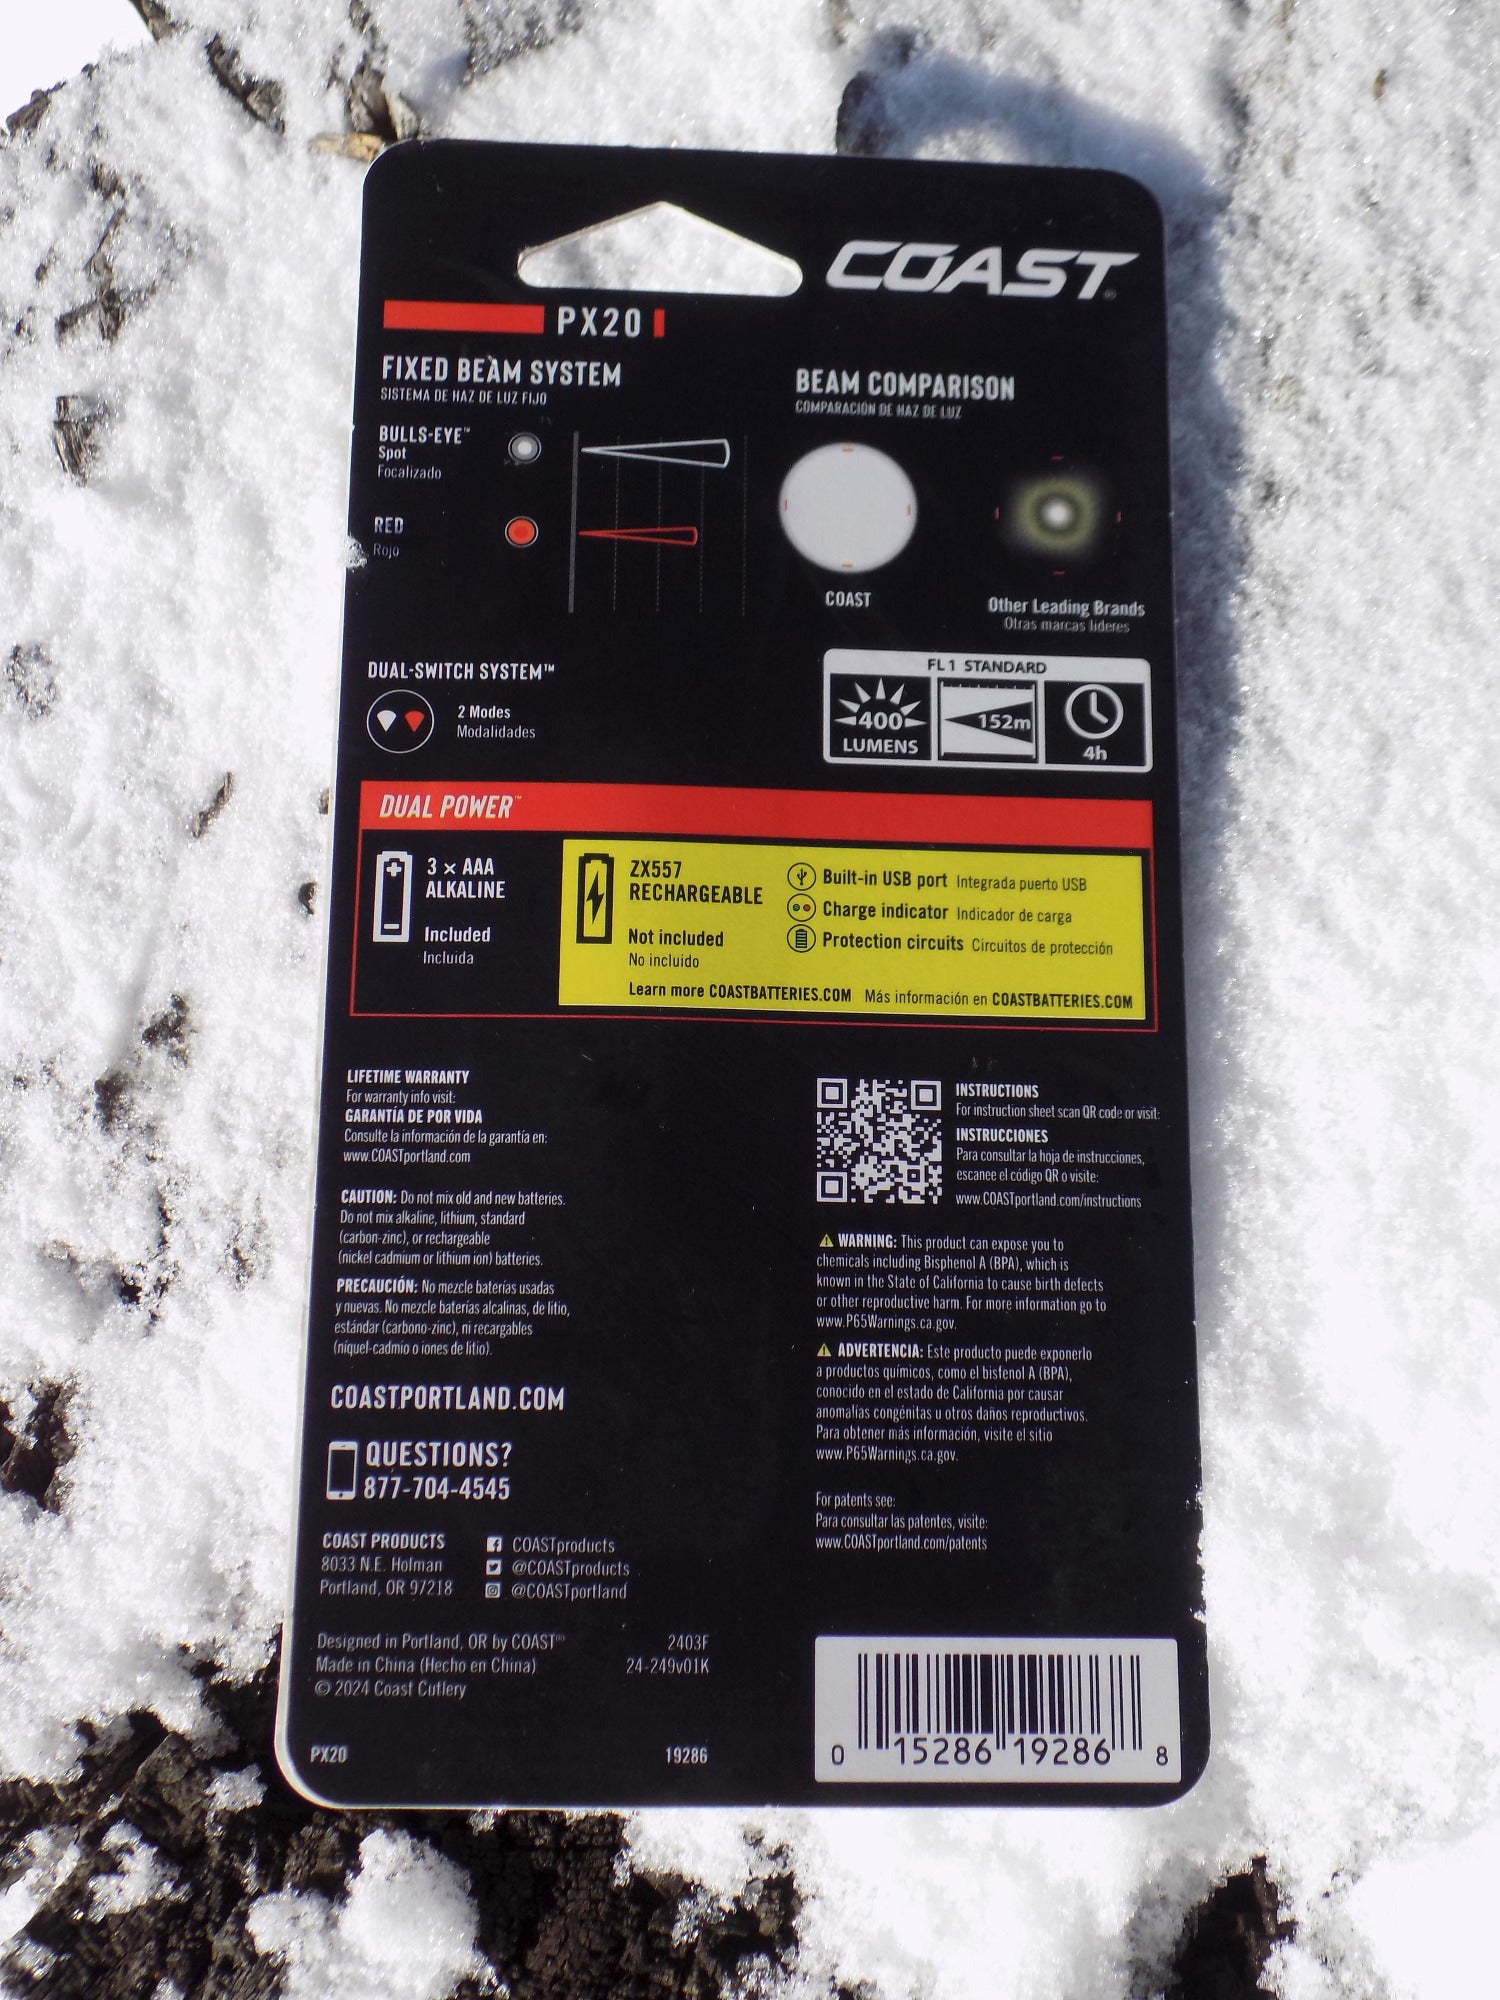 COAST
PX20
FIXED BEAM SYSTEM
SISTEMA DE HAZ DE LUZ FIJO
BULLS-EYE™
Spot
Focalizado
RED
Rojo
BEAM COMPARISON
COMPARACIÓN DE HAZ DE LUZ
COAST
Other Leading Brands
Otras marcas líderes
DUAL-SWITCH SYSTEM™
2 Modes
Modalidades
FL 1 STANDARD
400
LUMENS
152m
4h
DUAL POWER™
3 × AAA
ALKALINE
Included
Incluida
ZX557
RECHARGEABLE
Not included
No incluido
Built-in USB port Integrada puerto USB
Charge indicator Indicador de carga
Protection circuits Circuitos de protección
Learn more COASTBATTERIES.COM Más información en COASTBATTERIES.COM
LIFETIME WARRANTY
For warranty info visit:
GARANTÍA DE POR VIDA
Consulte la información de la garantía en:
www.COASTportland.com
CAUTION: Do not mix old and new batteries.
Do not mix alkaline, lithium, standard
(carbon-zinc), or rechargeable
(nickel cadmium or lithium ion) batteries.
PRECAUCIÓN: No mezcle baterías usadas
y nuevas. No mezcle baterías alcalinas, de litio,
estándar (carbono-zinc), ni recargables
(níquel-cadmio o iones de litio).
COASTPORTLAND.COM
QUESTIONS?
877-704-4545
COAST PRODUCTS
8033 N.E. Holman
Portland, OR 97218
COASTproducts
@COASTproducts
@COASTportland
Designed in Portland, OR by COAST
Made in China (Hecho en China)
© 2024 Coast Cutlery
2403F
24-249v01K
PX20
19286
INSTRUCTIONS
For instruction sheet scan QR code or visit:
INSTRUCCIONES
Para consultar la hoja de instrucciones,
escanee el código QR o visite:
www.COASTportland.com/instructions
WARNING: This product can expose you to
chemicals including Bisphenol A (BPA), which is
known in the State of California to cause birth defects
or other reproductive harm. For more information go to
www.P65Warnings.ca.gov.
ADVERTENCIA: Este producto puede exponerlo
a productos químicos, como el bisfenol A (BPA),
conocido en el estado de California por causar
anomalías congénitas u otros daños reproductivos.
Para obtener más información, visite el sitio
www.P65Warnings.ca.gov.
For patents see:
Para consultar las patentes, visite:
www.COASTportland.com/patents
0 15286 19286 8